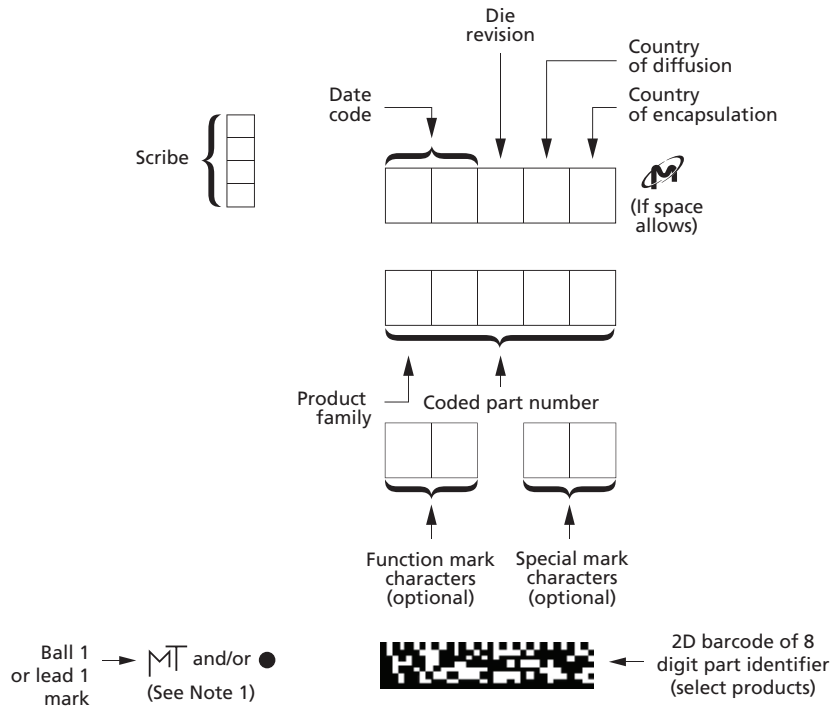 Die
revision
Country
of diffusion
Date
code
Country
of encapsulation
Scribe
M
(If space
allows)
Product
family
Coded part number
Function mark
characters
(optional)
Special mark
characters
(optional)
Ball 1
or lead 1
mark
MT and/or
(See Note 1)
2D barcode of 8
digit part identifier
(select products)